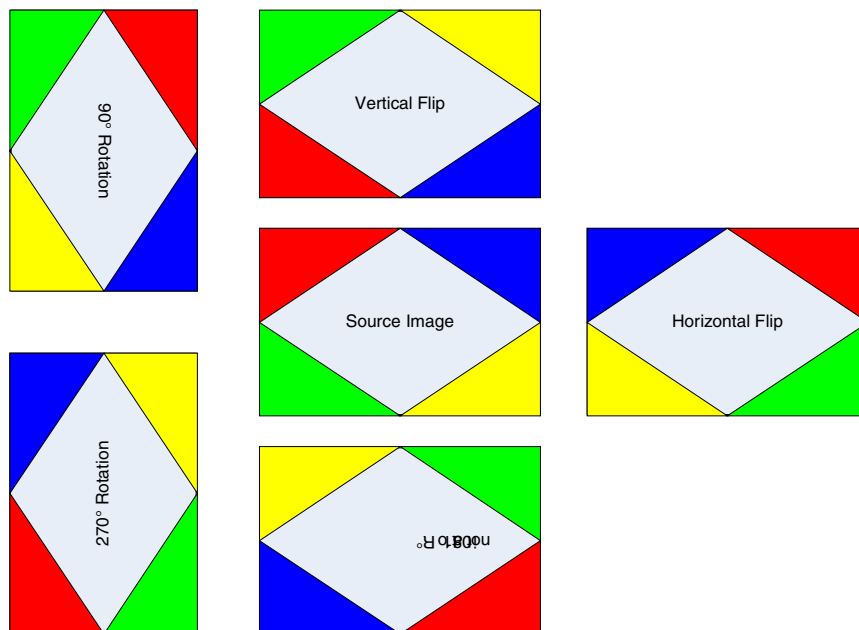 90° Rotation
Vertical Flip
Source Image
Horizontal Flip
270° Rotation